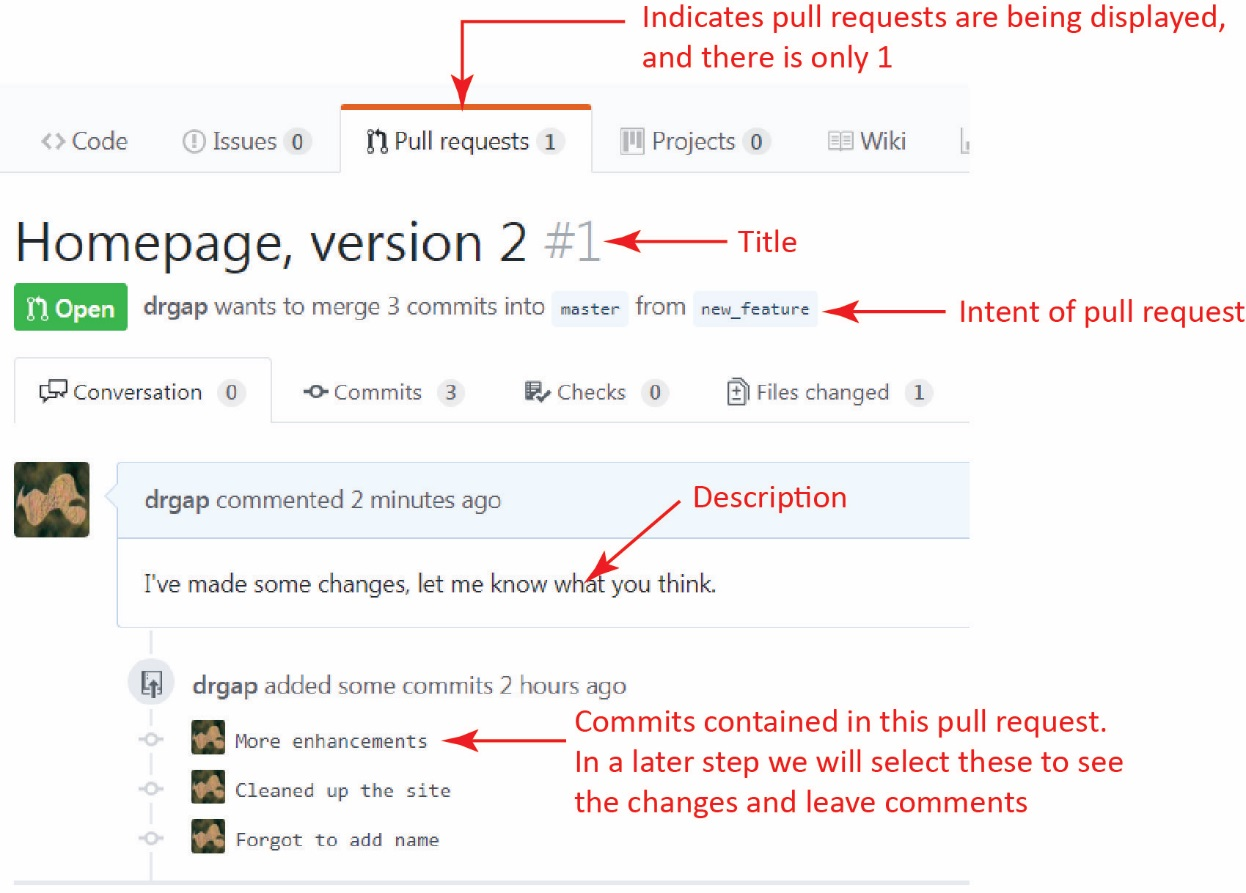 Indicates pull requests are being displayed,
and there is only 1
<> Code Issues 0 Pull requests 1 Projects 0 Wiki
Homepage, version 2 #1 Title
Open drgap wants to merge 3 commits into master from new_feature Intent of pull request
Conversation 0 Commits 3 Checks 0 Files changed 1
drgap commented 2 minutes ago Description
I've made some changes, let me know what you think.
drgap added some commits 2 hours ago
Commits contained in this pull request.
More enhancements
In a later step we will select these to see
Cleaned up the site
the changes and leave comments
Forgot to add name